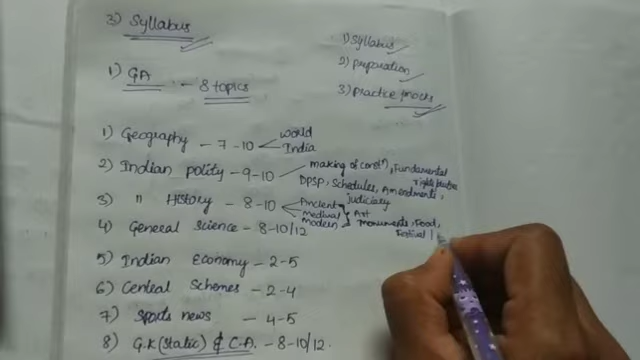 3) Syllabus
1) Syllabus
2) preparation
3) Practice mocks
1) GA - 8 topics
1) Geography - 7-10 World
India
2) Indian polity - 9-10 making of const^n), Fundamental
rights
DPSP, Schedules, Amendments,
judiciary
3) " History - 8-10 Ancient
Medival
Modern
Art
Monuments, Food,
Festival
4) General Science - 8-10/12
5) Indian Economy - 2-5
6) Central Schemes - 2-4
7) Sports news - 4-5
8) G.K (Static) & C.A. - 8-10/12.